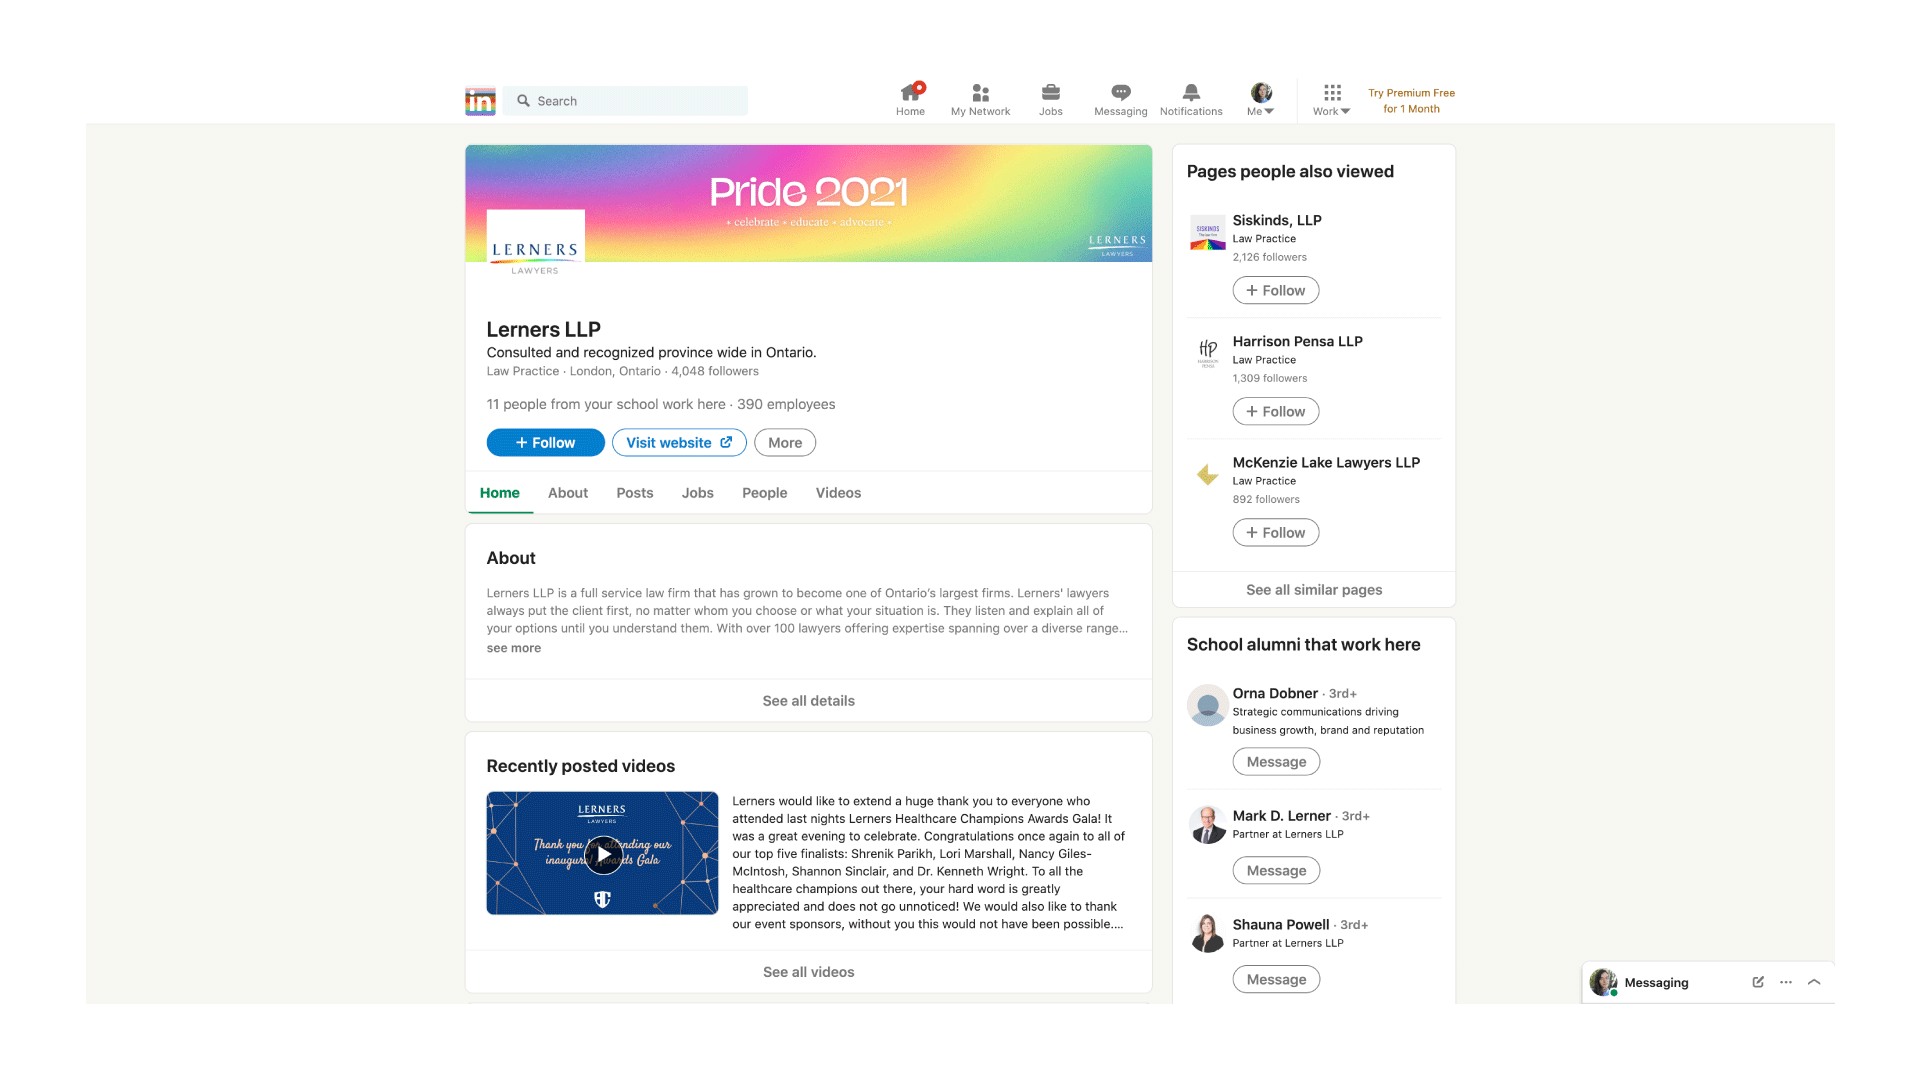 in
Search
Home
My Network
Jobs
Messaging
Notifications
Me
Work
Try Premium Free
for 1 Month
Pride 2021
• celebrate • educate • advocate •
LERNERS
LAWYERS
LERNERS
LAWYERS
Lerners LLP
Consulted and recognized province wide in Ontario.
Law Practice · London, Ontario · 4,048 followers
11 people from your school work here · 390 employees
+ Follow
Visit website
More
Home
About
Posts
Jobs
People
Videos
About
Lerners LLP is a full service law firm that has grown to become one of Ontario's largest firms. Lerners' lawyers
always put the client first, no matter whom you choose or what your situation is. They listen and explain all of
your options until you understand them. With over 100 lawyers offering expertise spanning over a diverse range...
see more
See all details
Recently posted videos
LERNERS
LAWYERS
Thank you for attending our
inaugural Awards Gala
Lerners would like to extend a huge thank you to everyone who
attended last nights Lerners Healthcare Champions Awards Gala! It
was a great evening to celebrate. Congratulations once again to all of
our top five finalists: Shrenik Parikh, Lori Marshall, Nancy Giles-
McIntosh, Shannon Sinclair, and Dr. Kenneth Wright. To all the
healthcare champions out there, your hard word is greatly
appreciated and does not go unnoticed! We would also like to thank
our event sponsors, without you this would not have been possible....
See all videos
Pages people also viewed
SISKINDS
Siskinds, LLP
Law Practice
2,126 followers
+ Follow
HP
HARRISON
PENSA
Harrison Pensa LLP
Law Practice
1,309 followers
+ Follow
McKenzie Lake Lawyers LLP
Law Practice
892 followers
+ Follow
See all similar pages
School alumni that work here
Orna Dobner · 3rd+
Strategic communications driving
business growth, brand and reputation
Message
Mark D. Lerner · 3rd+
Partner at Lerners LLP
Message
Shauna Powell · 3rd+
Partner at Lerners LLP
Message
Messaging